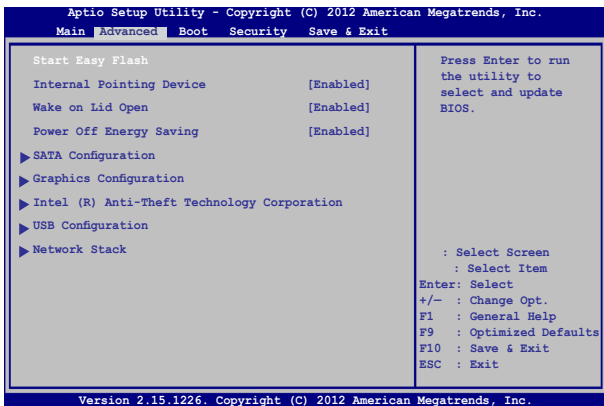 Aptio Setup Utility - Copyright (C) 2012 American Megatrends, Inc.
Main Advanced Boot Security Save & Exit
Start Easy Flash
Internal Pointing Device [Enabled]
Wake on Lid Open [Enabled]
Power Off Energy Saving [Enabled]
SATA Configuration
Graphics Configuration
Intel (R) Anti-Theft Technology Corporation
USB Configuration
Network Stack
Press Enter to run
the utility to
select and update
BIOS.
: Select Screen
: Select Item
Enter: Select
+/— : Change Opt.
F1 : General Help
F9 : Optimized Defaults
F10 : Save & Exit
ESC : Exit
Version 2.15.1226. Copyright (C) 2012 American Megatrends, Inc.